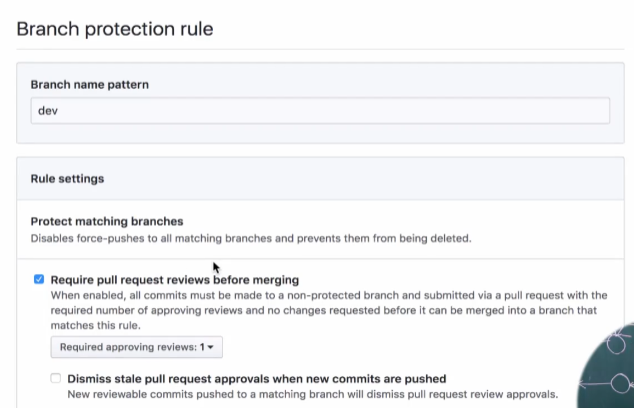 Branch protection rule
Branch name pattern
dev
Rule settings
Protect matching branches
Disables force-pushes to all matching branches and prevents them from being deleted.
Require pull request reviews before merging
When enabled, all commits must be made to a non-protected branch and submitted via a pull request with the
required number of approving reviews and no changes requested before it can be merged into a branch that
matches this rule.
Required approving reviews: 1
Dismiss stale pull request approvals when new commits are pushed
New reviewable commits pushed to a matching branch will dismiss pull request review approvals.